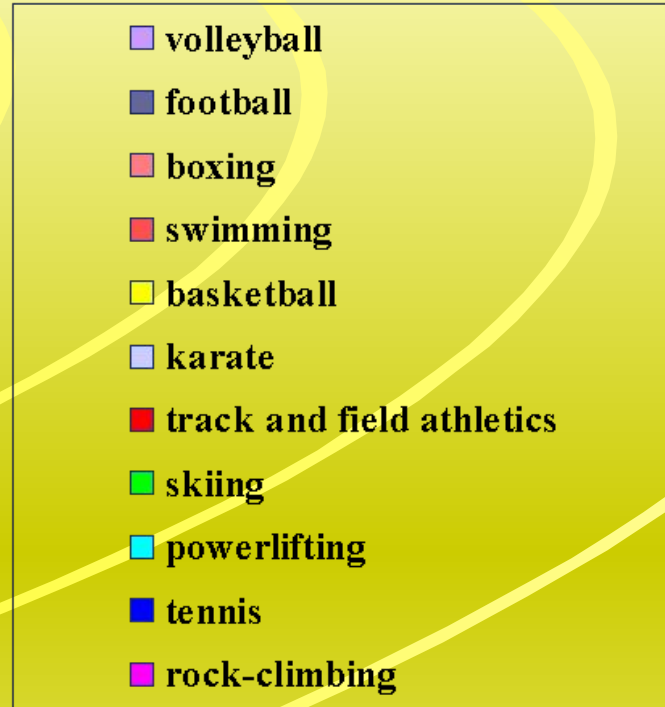 volleyball
football
boxing
swimming
basketball
karate
track and field athletics
skiing
powerlifting
tennis
rock-climbing